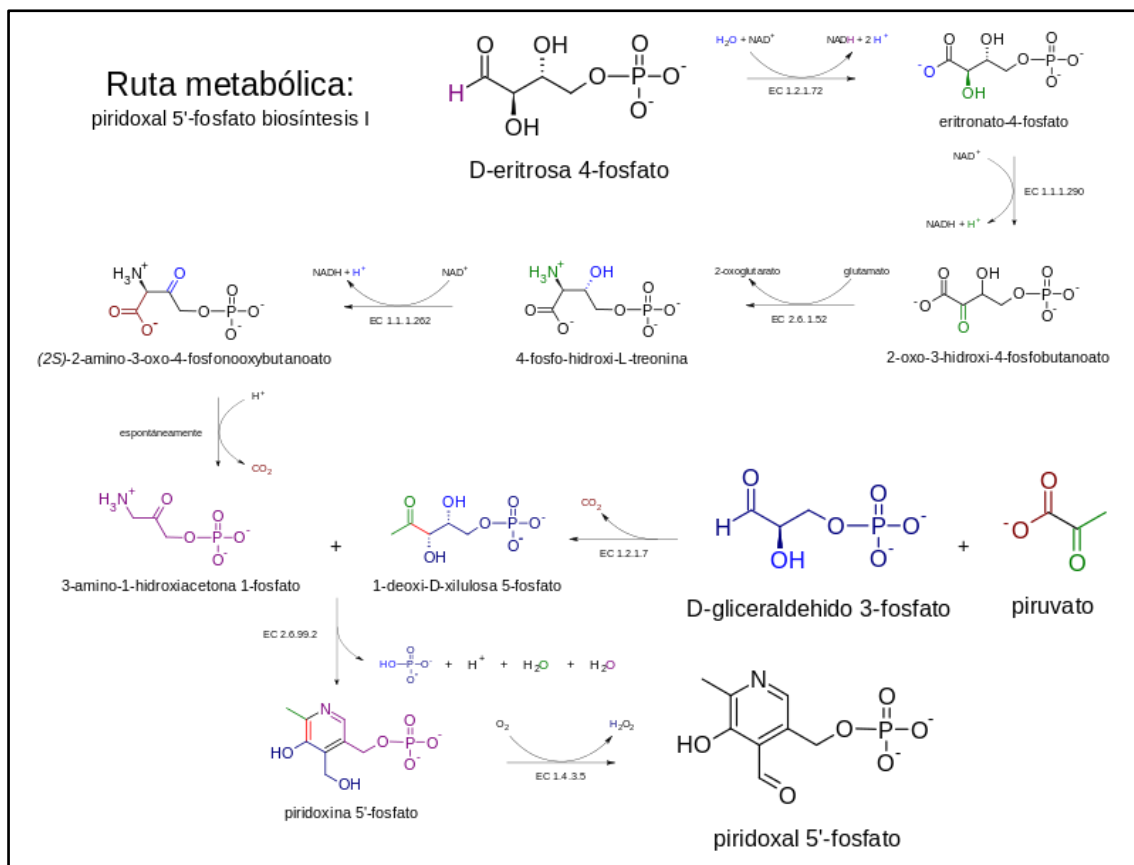 Ruta metabólica:
piridoxal 5'-fosfato biosíntesis I
D-eritrosa 4-fosfato
H₂O + NAD⁺
NADH + 2 H⁺
EC 1.2.1.72
eritronato-4-fosfato
NAD⁺
EC 1.1.1.290
NADH + H⁺
2-oxo-3-hidroxi-4-fosfobutanoato
glutamato
2-oxoglutarato
EC 2.6.1.52
4-fosfo-hidroxi-L-treonina
NAD⁺
NADH + H⁺
EC 1.1.1.262
(2S)-2-amino-3-oxo-4-fosfonooxybutanoato
H⁺
espontáneamente
CO₂
3-amino-1-hidroxiacetona 1-fosfato
+
1-deoxi-D-xilulosa 5-fosfato
CO₂
EC 1.2.1.7
D-gliceraldehido 3-fosfato
+
piruvato
EC 2.6.99.2
+ H⁺ + H₂O + H₂O
piridoxina 5'-fosfato
O₂
H₂O₂
EC 1.4.3.5
piridoxal 5'-fosfato